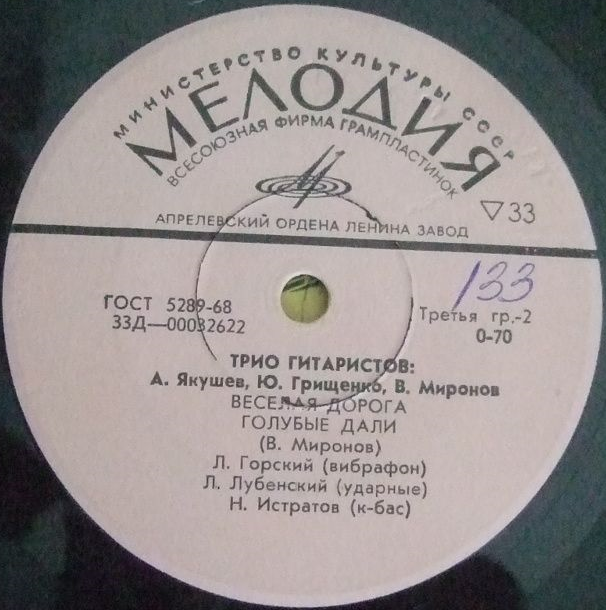 МИНИСТЕРСТВО КУЛЬТУРЫ СССР
МЕЛОДИЯ
ВСЕСОЮЗНАЯ ФИРМА ГРАМПЛАСТИНОК
АПРЕЛЕВСКИЙ ОРДЕНА ЛЕНИНА ЗАВОД
▽33
133
ГОСТ 5289-68
33Д—00032622
Третья гр.-2
0-70
ТРИО ГИТАРИСТОВ:
А. Якушев, Ю. Грищенко, В. Миронов
ВЕСЕЛАЯ ДОРОГА
ГОЛУБЫЕ ДАЛИ
(В. Миронов)
Л. Горский (вибрафон)
Л. Лубенский (ударные)
Н. Истратов (к-бас)